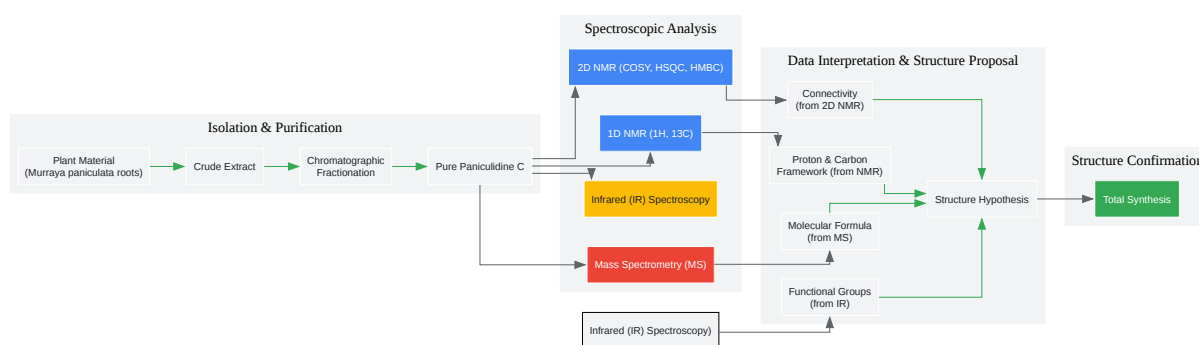 Isolation & Purification
Plant Material
(Murraya paniculata roots)
Crude Extract
Chromatographic
Fractionation
Pure Paniculidine C
Spectroscopic Analysis
2D NMR (COSY, HSQC, HMBC)
1D NMR (1H, 13C)
Infrared (IR) Spectroscopy
Mass Spectrometry (MS)
Infrared (IR) Spectroscopy)
Data Interpretation & Structure Proposal
Connectivity
(from 2D NMR)
Proton & Carbon
Framework (from NMR)
Molecular Formula
(from MS)
Functional Groups
(from IR)
Structure Hypothesis
Structure Confirmation
Total Synthesis